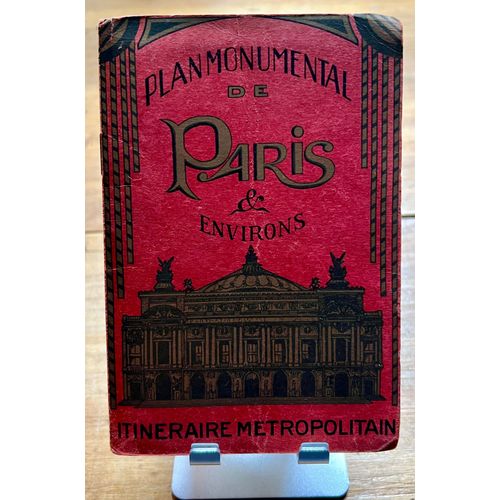 PLAN MONUMENTAL
DE
PARIS
&
ENVIRONS
ITINERAIRE METROPOLITAIN